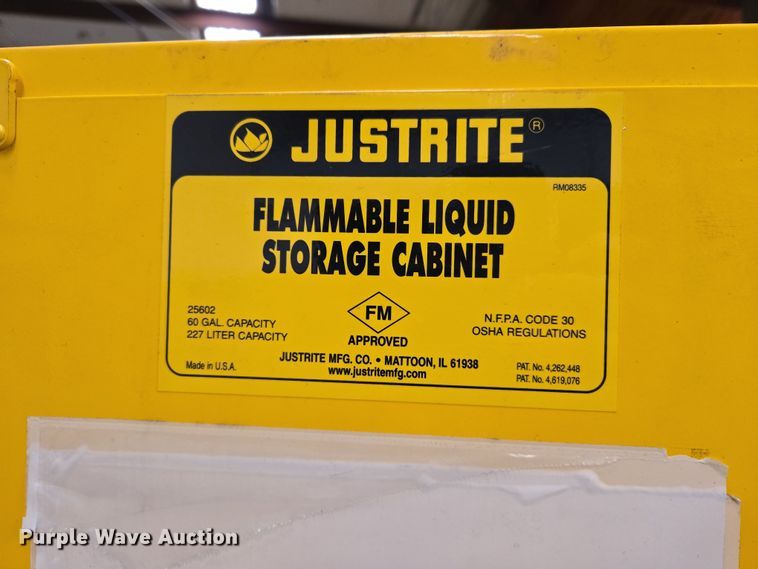 JUSTRITE®
RM08335
FLAMMABLE LIQUID
STORAGE CABINET
25602
60 GAL. CAPACITY
227 LITER CAPACITY
FM
APPROVED
N.F.P.A. CODE 30
OSHA REGULATIONS
JUSTRITE MFG. CO. • MATTOON, IL 61938
www.justritemfg.com
Made in U.S.A.
PAT. No. 4,262,448
PAT. No. 4,619,076
Purple Wave Auction